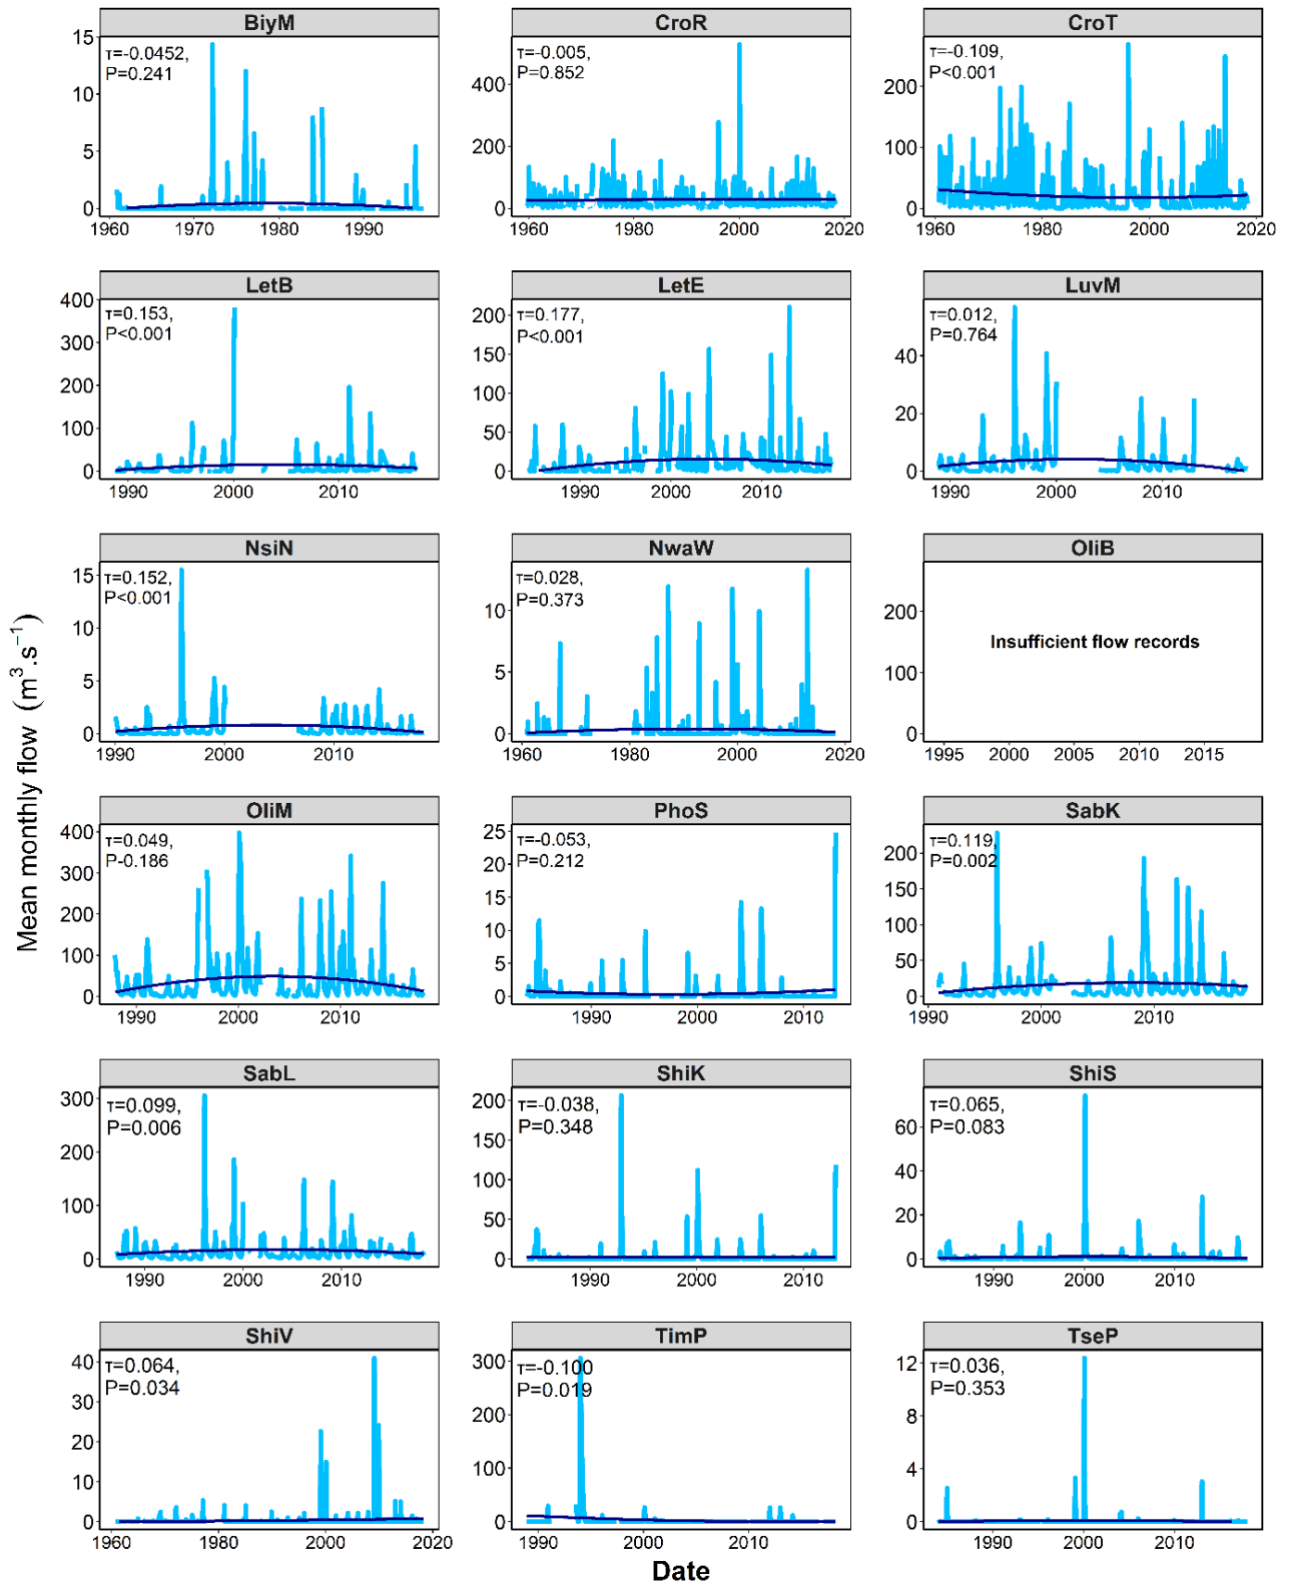 BiyM
τ=-0.0452,
P=0.241
15
10
5
0
1960
1970
1980
1990
CroR
τ=-0.005,
P=0.852
400
200
0
1960
1980
2000
2020
CroT
τ=-0.109,
P<0.001
200
100
0
1960
1980
2000
2020
LetB
τ=0.153,
P<0.001
400
300
200
100
0
1990
2000
2010
LetE
τ=0.177,
P<0.001
200
150
100
50
0
1990
2000
2010
LuvM
τ=0.012,
P=0.764
40
20
0
1990
2000
2010
NsiN
τ=0.152,
P<0.001
15
10
5
0
1990
2000
2010
NwaW
τ=0.028,
P=0.373
10
5
0
1960
1980
2000
2020
OliB
Insufficient flow records
200
100
0
1995
2000
2005
2010
2015
OliM
τ=0.049,
P-0.186
400
300
200
100
0
1990
2000
2010
PhoS
τ=-0.053,
P=0.212
25
20
15
10
5
0
1990
2000
2010
SabK
τ=0.119,
P=0.002
200
150
100
50
0
1990
2000
2010
SabL
τ=0.099,
P=0.006
300
200
100
0
1990
2000
2010
ShiK
τ=-0.038,
P=0.348
200
150
100
50
0
1990
2000
2010
ShiS
τ=0.065,
P=0.083
60
40
20
0
1990
2000
2010
ShiV
τ=0.064,
P=0.034
40
30
20
10
0
1960
1980
2000
2020
TimP
τ=-0.100
P=0.019
300
200
100
0
1990
2000
2010
TseP
τ=0.036,
P=0.353
12
8
4
0
1990
2000
2010
Mean monthly flow (m³.s⁻¹)
Date